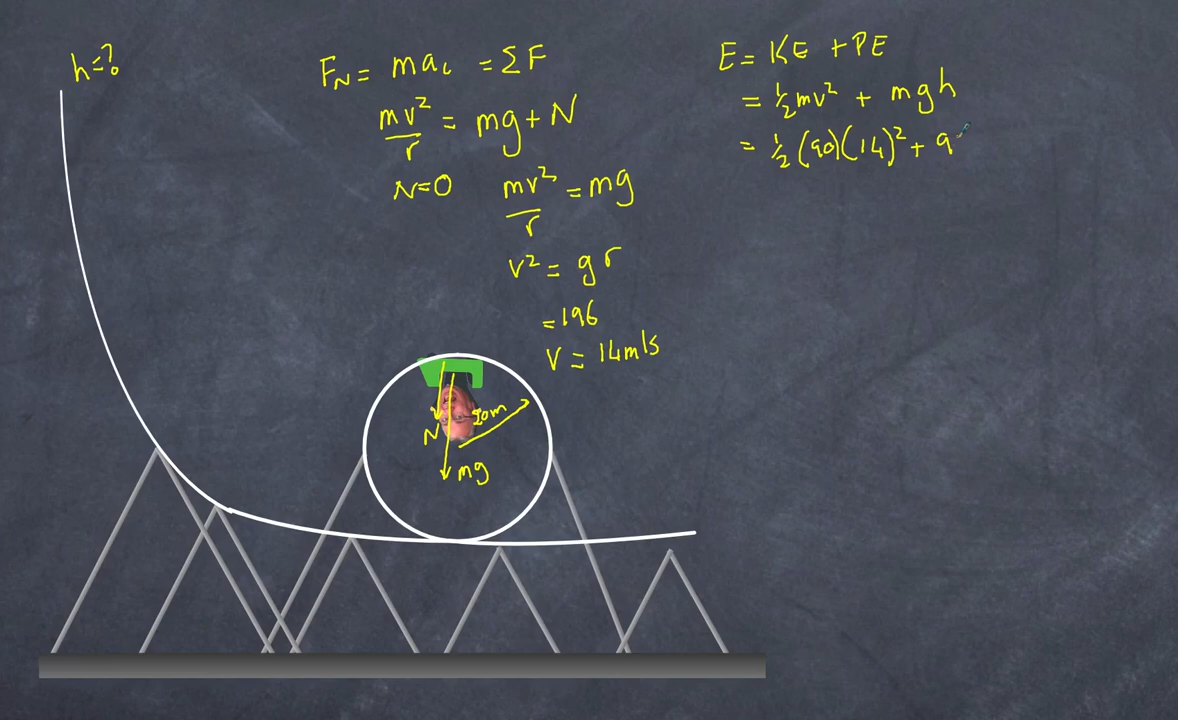 h=?
F_N = ma_c = ΣF
mv²/r = mg + N
N=0 mv²/r = mg
v² = gr
= 196
v = 14m/s
20m
N
mg
E = KE + PE
= ½mv² + mgh
= ½(90)(14)² + 9